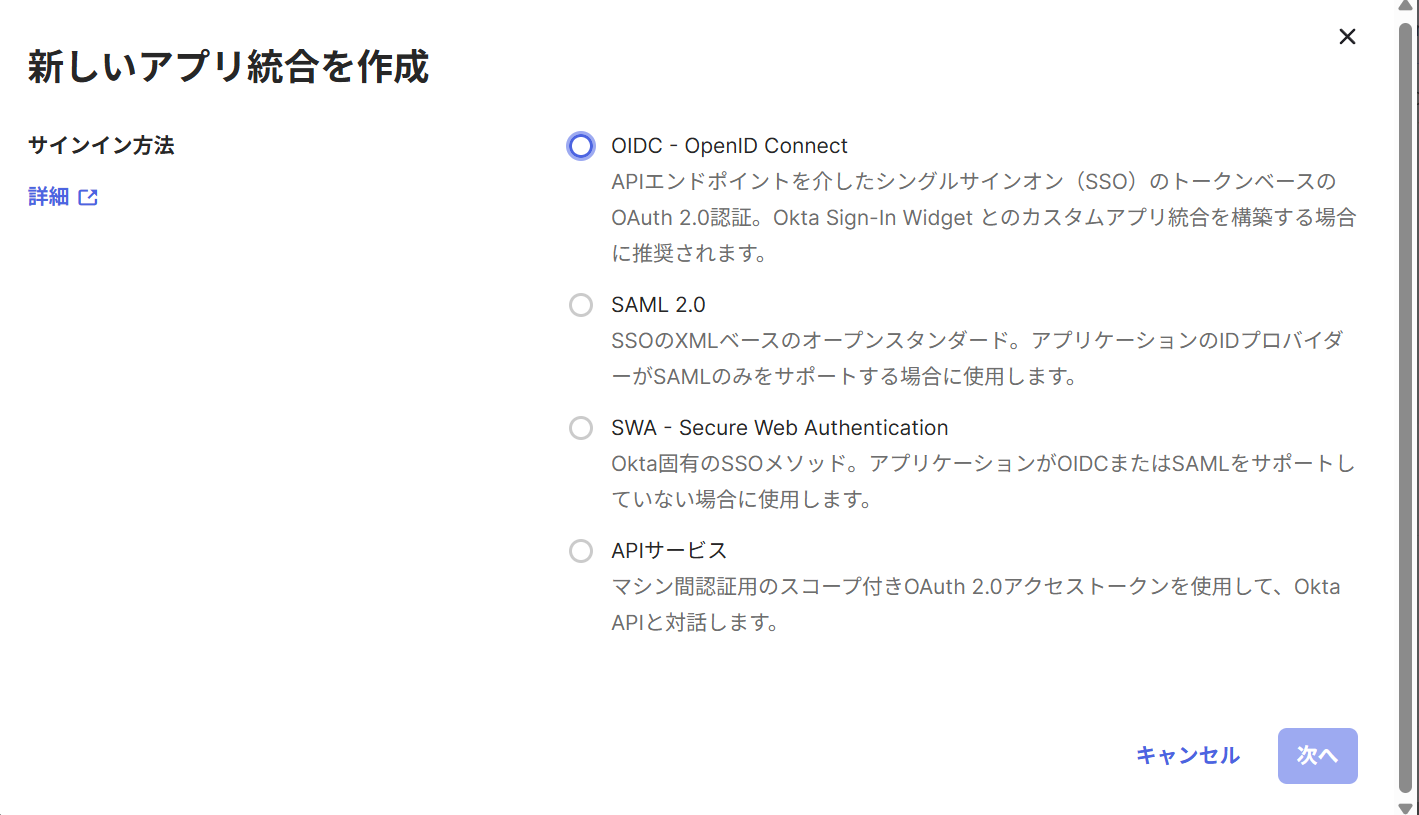 新しいアプリ統合を作成
サインイン方法
詳細
OIDC - OpenID Connect
APIエンドポイントを介したシングルサインオン（SSO）のトークンベースの
OAuth 2.0認証。Okta Sign-In Widget とのカスタムアプリ統合を構築する場合
に推奨されます。
SAML 2.0
SSOのXMLベースのオープンスタンダード。アプリケーションのIDプロバイダ
ーがSAMLのみをサポートする場合に使用します。
SWA - Secure Web Authentication
Okta固有のSSOメソッド。アプリケーションがOIDCまたはSAMLをサポートし
ていない場合に使用します。
APIサービス
マシン間認証用のスコープ付きOAuth 2.0アクセストークンを使用して、Okta
APIと対話します。
キャンセル
次へ